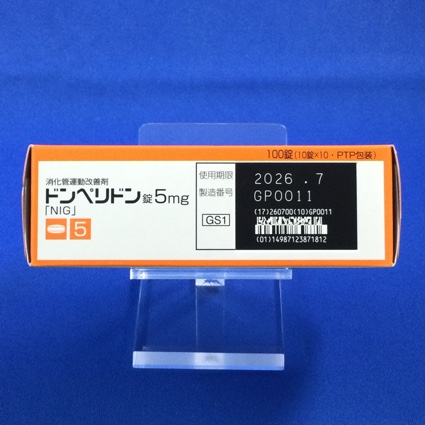 100錠(10錠×10・PTP包装)
消化管運動改善剤
ドンペリドン錠5mg
「NIG」
5
使用期限
製造番号
GS1
2026.7
GP0011
(17)260700(10)GP0011
(01)14987123871812